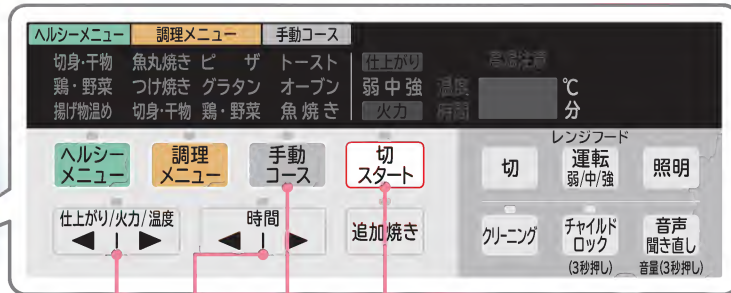 ヘルシーメニュー 調理メニュー 手動コース
切身・干物 魚丸焼き ピザ トースト 仕上がり
鶏・野菜 つけ焼き グラタン オーブン 弱 中 強 温度 ℃
揚げ物温め 切身・干物 鶏・野菜 魚焼き 火力 時間 分
高温注意
ヘルシー
メニュー
調理
メニュー
手動
コース
切
スタート
レンジフード
切
運転
弱/中/強
照明
仕上がり/火力/温度
時間
追加焼き
クリーニング
チャイルド
ロック
(3秒押し)
音声
聞き直し
音量(3秒押し)